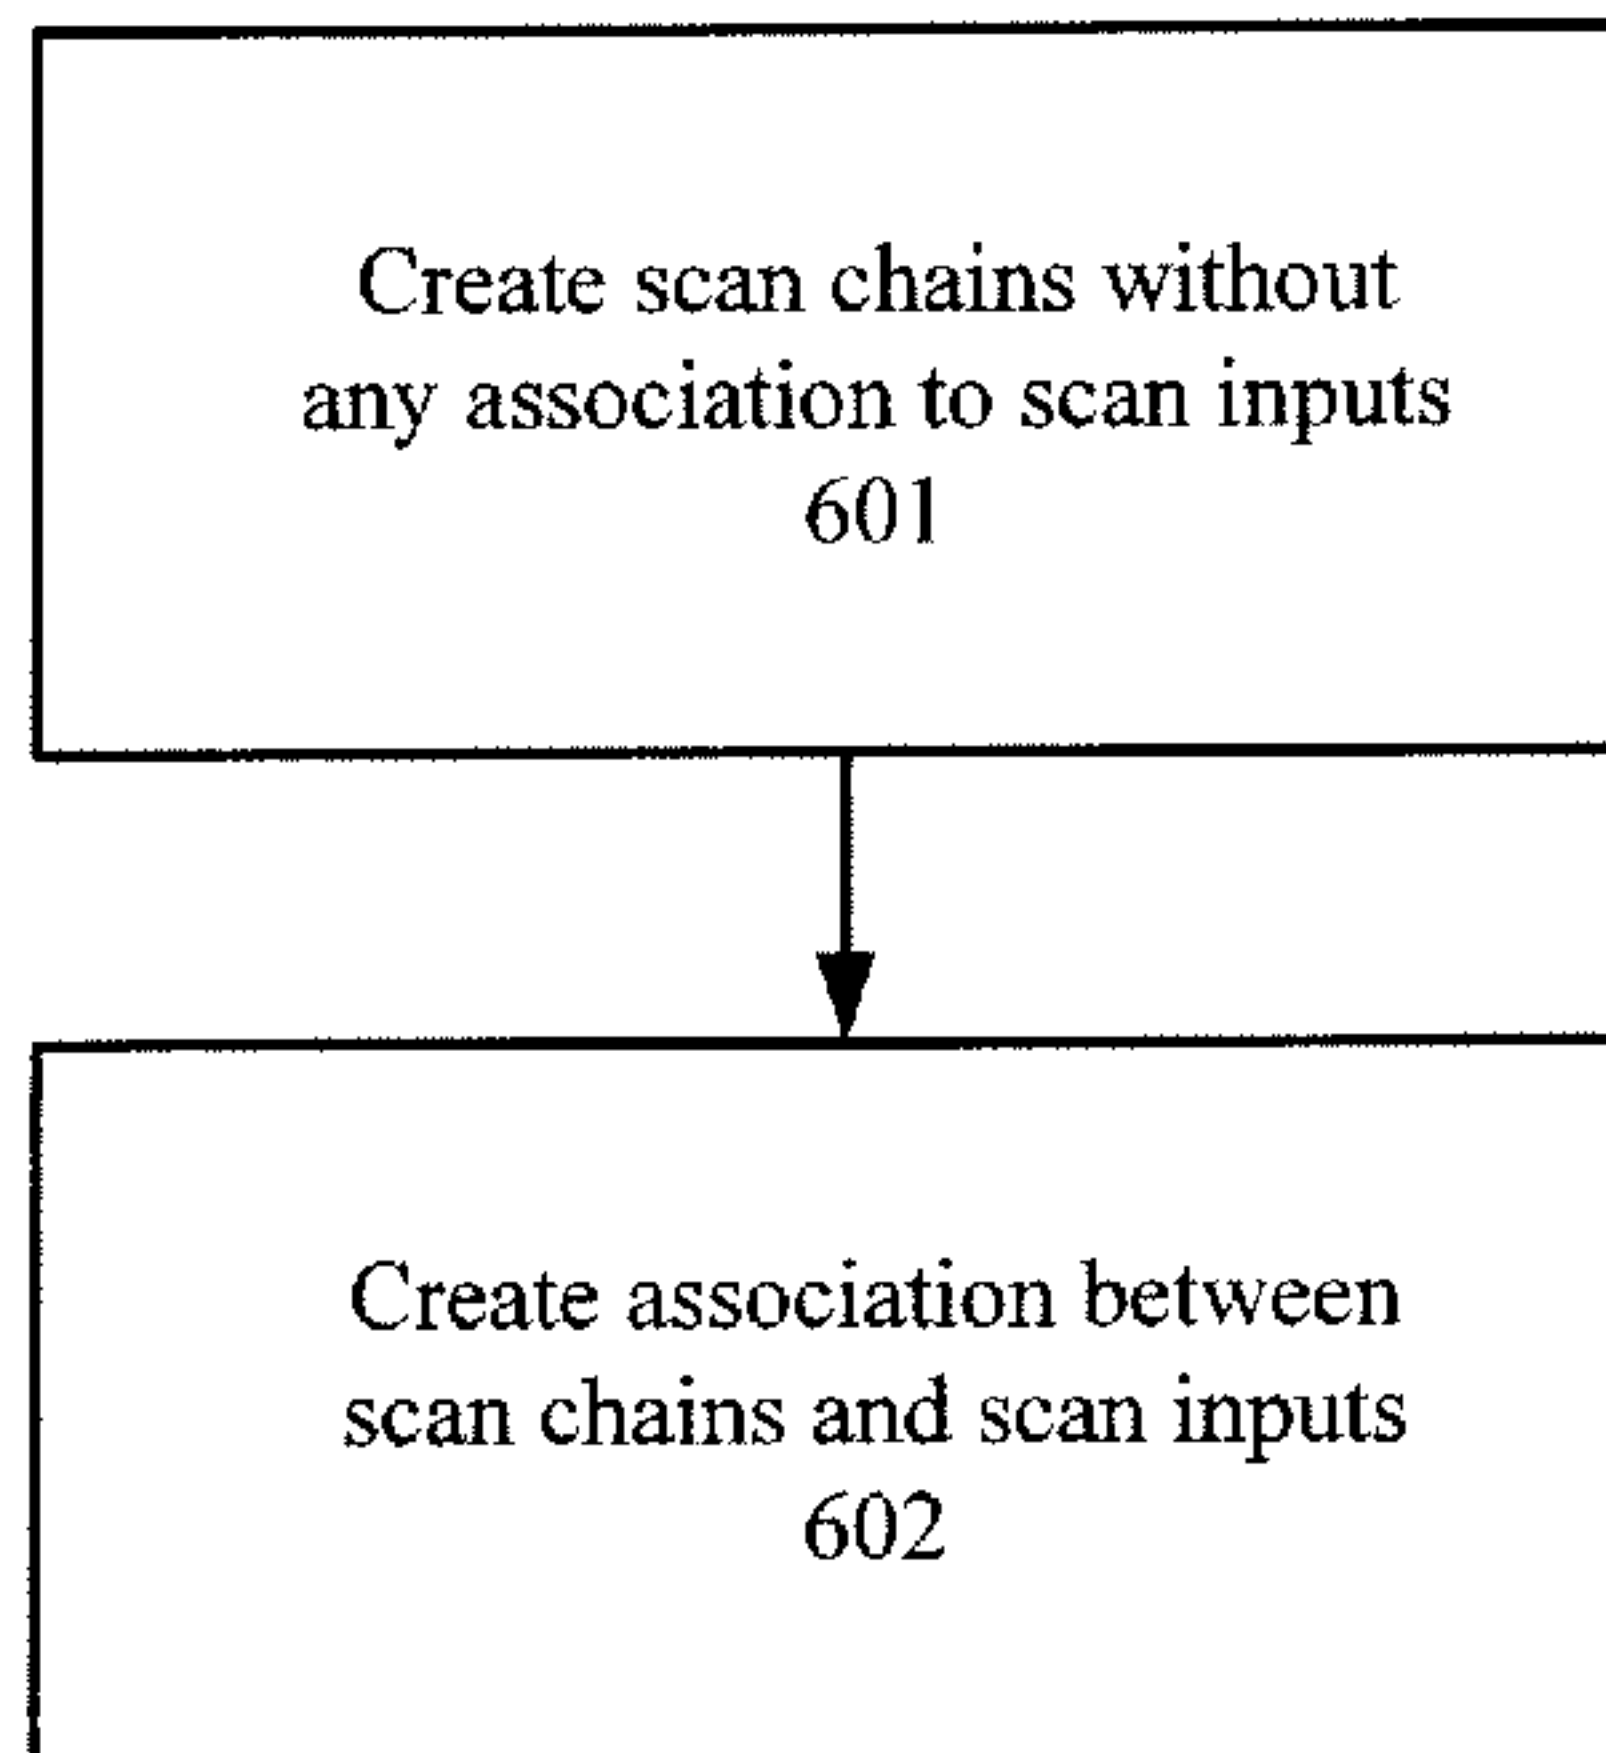 Create scan chains without
any association to scan inputs
601
Create association between
scan chains and scan inputs
602